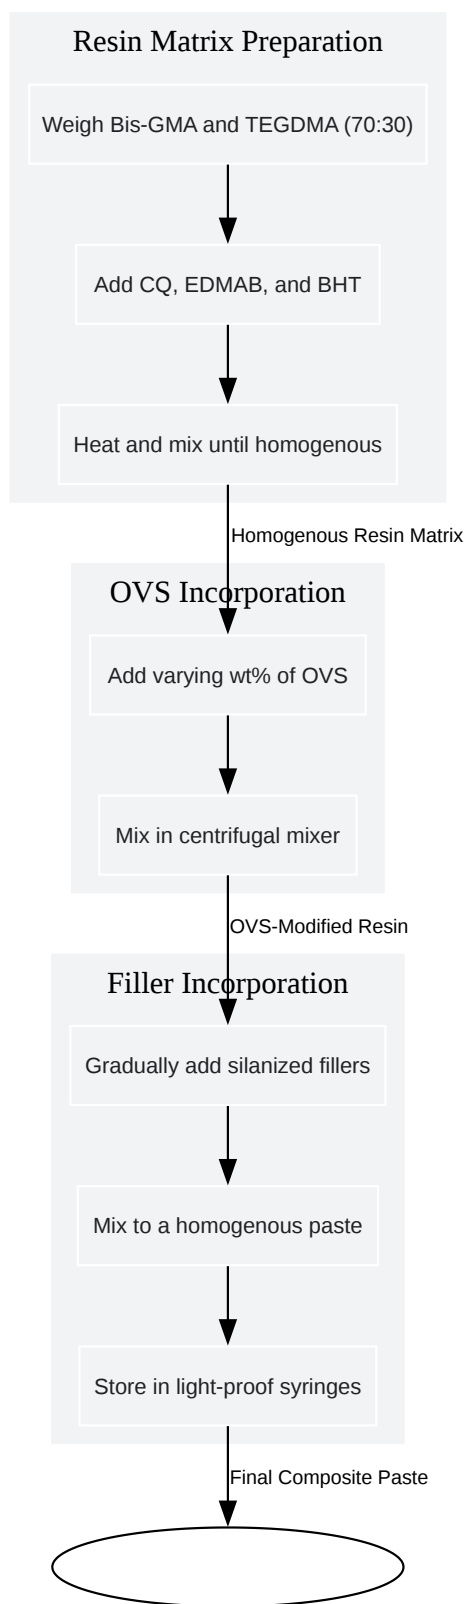 Resin Matrix Preparation
Weigh Bis-GMA and TEGDMA (70:30)
Add CQ, EDMAB, and BHT
Heat and mix until homogenous
Homogenous Resin Matrix
OVS Incorporation
Add varying wt% of OVS
Mix in centrifugal mixer
OVS-Modified Resin
Filler Incorporation
Gradually add silanized fillers
Mix to a homogenous paste
Store in light-proof syringes
Final Composite Paste